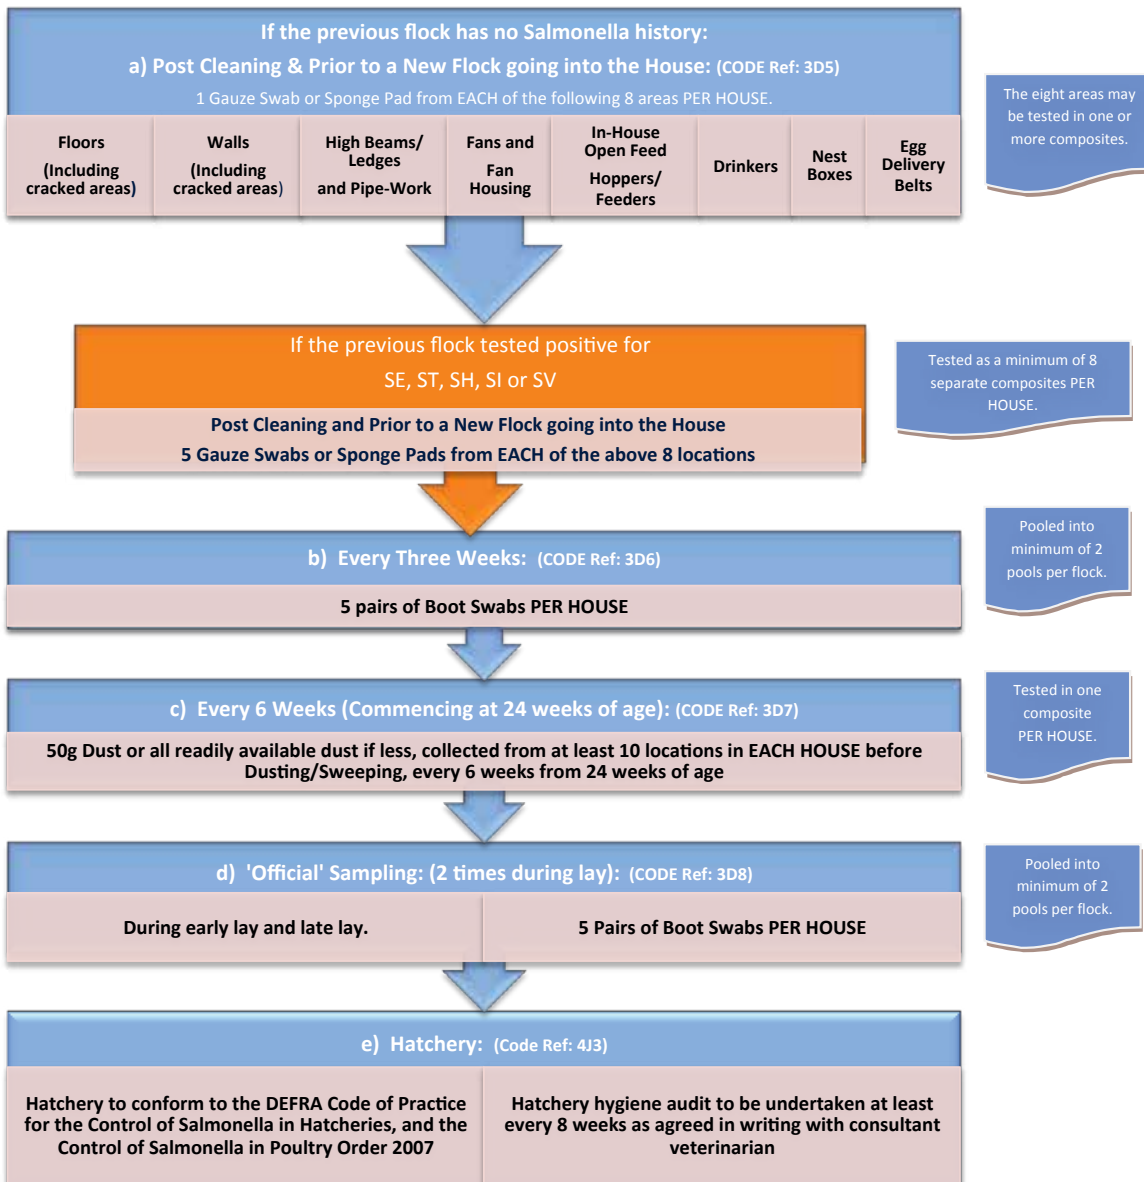 If the previous flock has no Salmonella history:
a) Post Cleaning & Prior to a New Flock going into the House: (CODE Ref: 3D5)
1 Gauze Swab or Sponge Pad from EACH of the following 8 areas PER HOUSE.
The eight areas may
be tested in one or
more composites.
Floors
(Including
cracked areas)
Walls
(Including
cracked areas)
High Beams/
Ledges
and Pipe-Work
Fans and
Fan
Housing
In-House
Open Feed
Hoppers/
Feeders
Drinkers
Nest
Boxes
Egg
Delivery
Belts
If the previous flock tested positive for
SE, ST, SH, SI or SV
Tested as a minimum of 8
separate composites PER
HOUSE.
Post Cleaning and Prior to a New Flock going into the House
5 Gauze Swabs or Sponge Pads from EACH of the above 8 locations
b) Every Three Weeks: (CODE Ref: 3D6)
Pooled into
minimum of 2
pools per flock.
5 pairs of Boot Swabs PER HOUSE
c) Every 6 Weeks (Commencing at 24 weeks of age): (CODE Ref: 3D7)
Tested in one
composite
PER HOUSE.
50g Dust or all readily available dust if less, collected from at least 10 locations in EACH HOUSE before
Dusting/Sweeping, every 6 weeks from 24 weeks of age
d) 'Official' Sampling: (2 times during lay): (CODE Ref: 3D8)
Pooled into
minimum of 2
pools per flock.
During early lay and late lay.
5 Pairs of Boot Swabs PER HOUSE
e) Hatchery: (Code Ref: 4J3)
Hatchery to conform to the DEFRA Code of Practice
for the Control of Salmonella in Hatcheries, and the
Control of Salmonella in Poultry Order 2007
Hatchery hygiene audit to be undertaken at least
every 8 weeks as agreed in writing with consultant
veterinarian